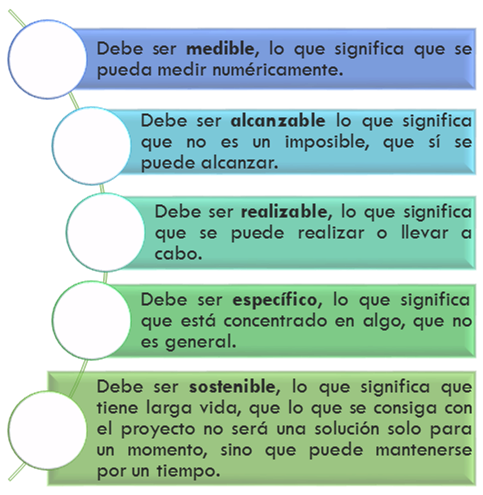 Debe ser medible, lo que significa que se
pueda medir numéricamente.
Debe ser alcanzable lo que significa
que no es un imposible, que sí se
puede alcanzar.
Debe ser realizable, lo que significa
que se puede realizar o llevar a
cabo.
Debe ser específico, lo que significa
que está concentrado en algo, que no
es general.
Debe ser sostenible, lo que significa que
tiene larga vida, que lo que se consiga con
el proyecto no será una solución solo para
un momento, sino que puede mantenerse
por un tiempo.